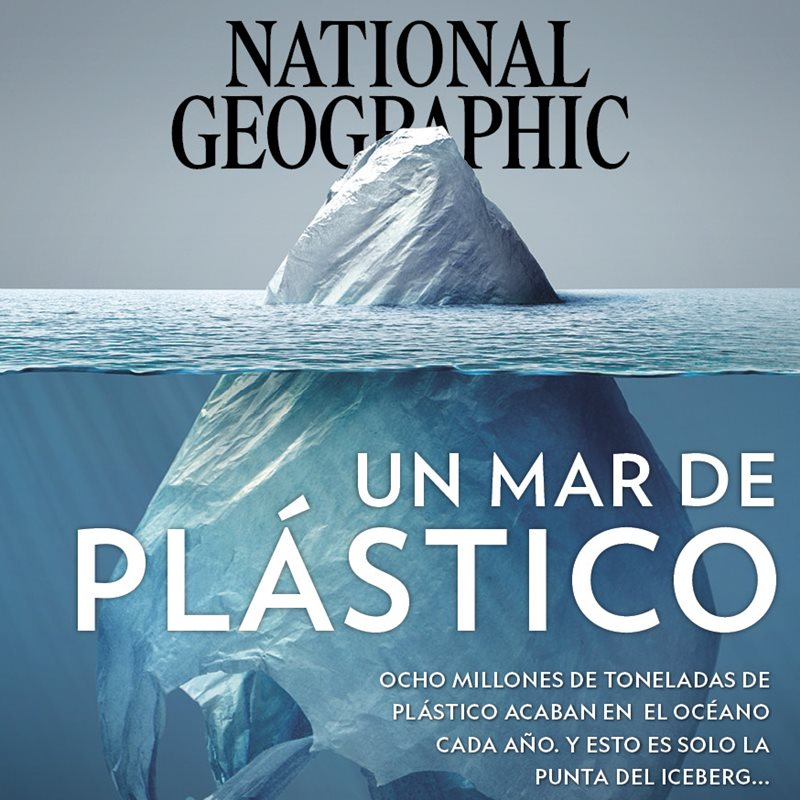 NATIONAL
GEOGRAPHIC
UN MAR DE
PLÁSTICO
OCHO MILLONES DE TONELADAS DE
PLÁSTICO ACABAN EN EL OCÉANO
CADA AÑO. Y ESTO ES SOLO LA
PUNTA DEL ICEBERG...